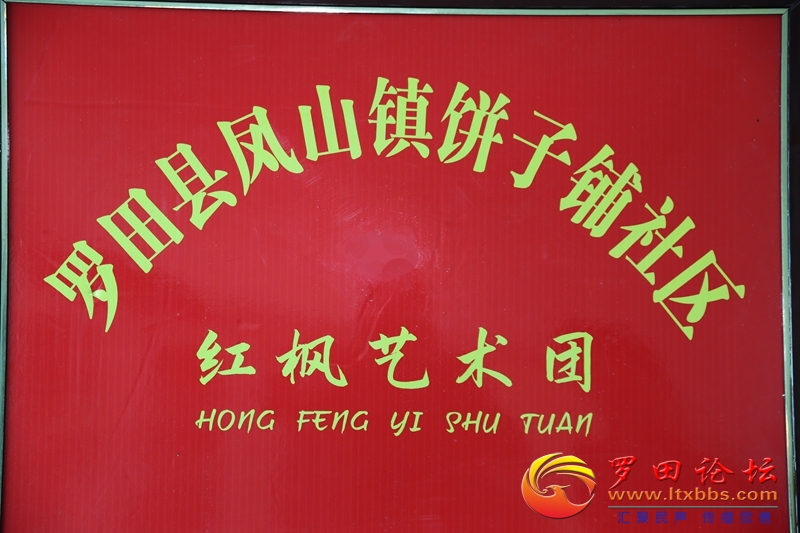 罗田县凤山镇饼子铺社区
红枫艺术团
HONG FENG YI SHU TUAN
罗田论坛
www.ltxbbs.com